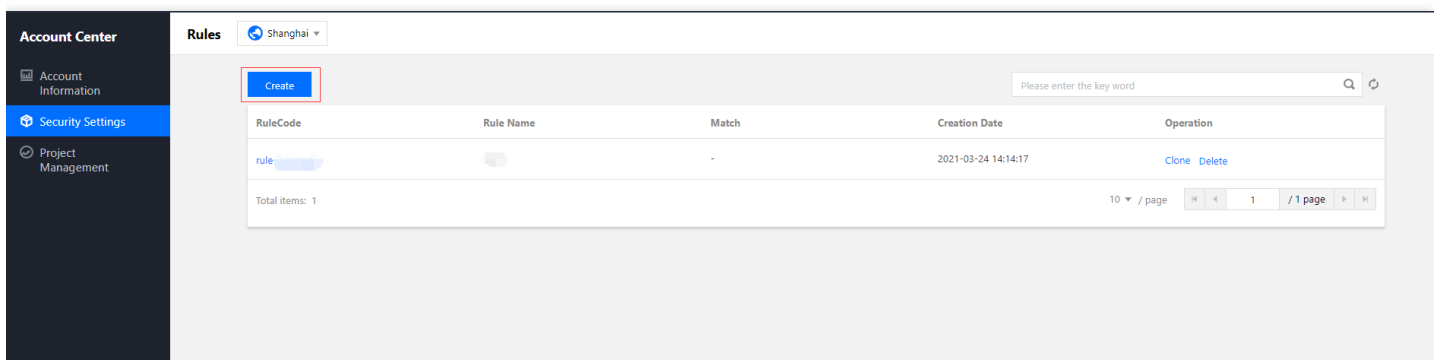 Account Center
Rules
Shanghai
Account
Information
Security Settings
Project
Management
Create
Please enter the key word
RuleCode Rule Name Match Creation Date Operation
rule- - 2021-03-24 14:14:17 Clone Delete
Total items: 1
10 / page 1 / 1 page